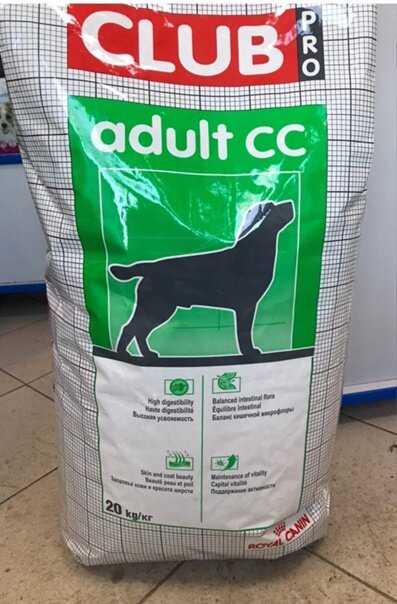 CLUB
PRO
adult cc
High digestibility
Haute digestibilité
Высокая усвояемость
Balanced intestinal flora
Equilibre intestinal
Баланс кишечной микрофлоры
Skin and coat beauty
Beauté peau et poil
Здоровье кожи и красота шерсти
Maintenance of vitality
Capital vitalité
Поддержание активности
20 kg/кг
ROYAL CANIN